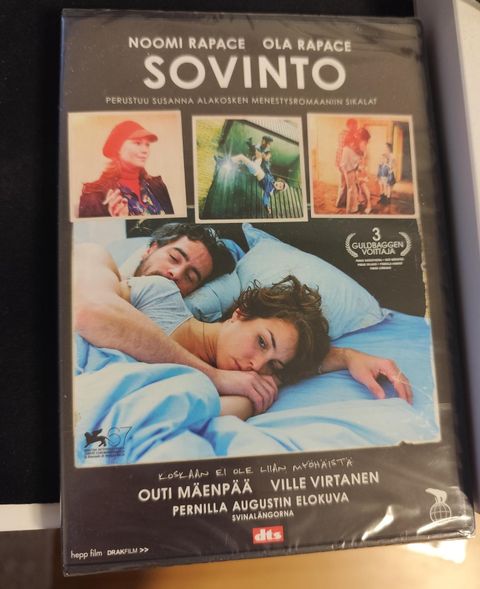 NOOMI RAPACE OLA RAPACE
SOVINTO
PERUSTUU SUSANNA ALAKOSKEN MENESTYSROMAANIIN SIKALAT
3
GULDBAGGEN
VOITTAJA
67
KOSKAAN EI OLE LIIAN MYÖHÄISTÄ
OUTI MÄENPÄÄ VILLE VIRTANEN
PERNILLA AUGUSTIN ELOKUVA
SVINALÄNGORNA
dts
hepp film DRAKFILM >>